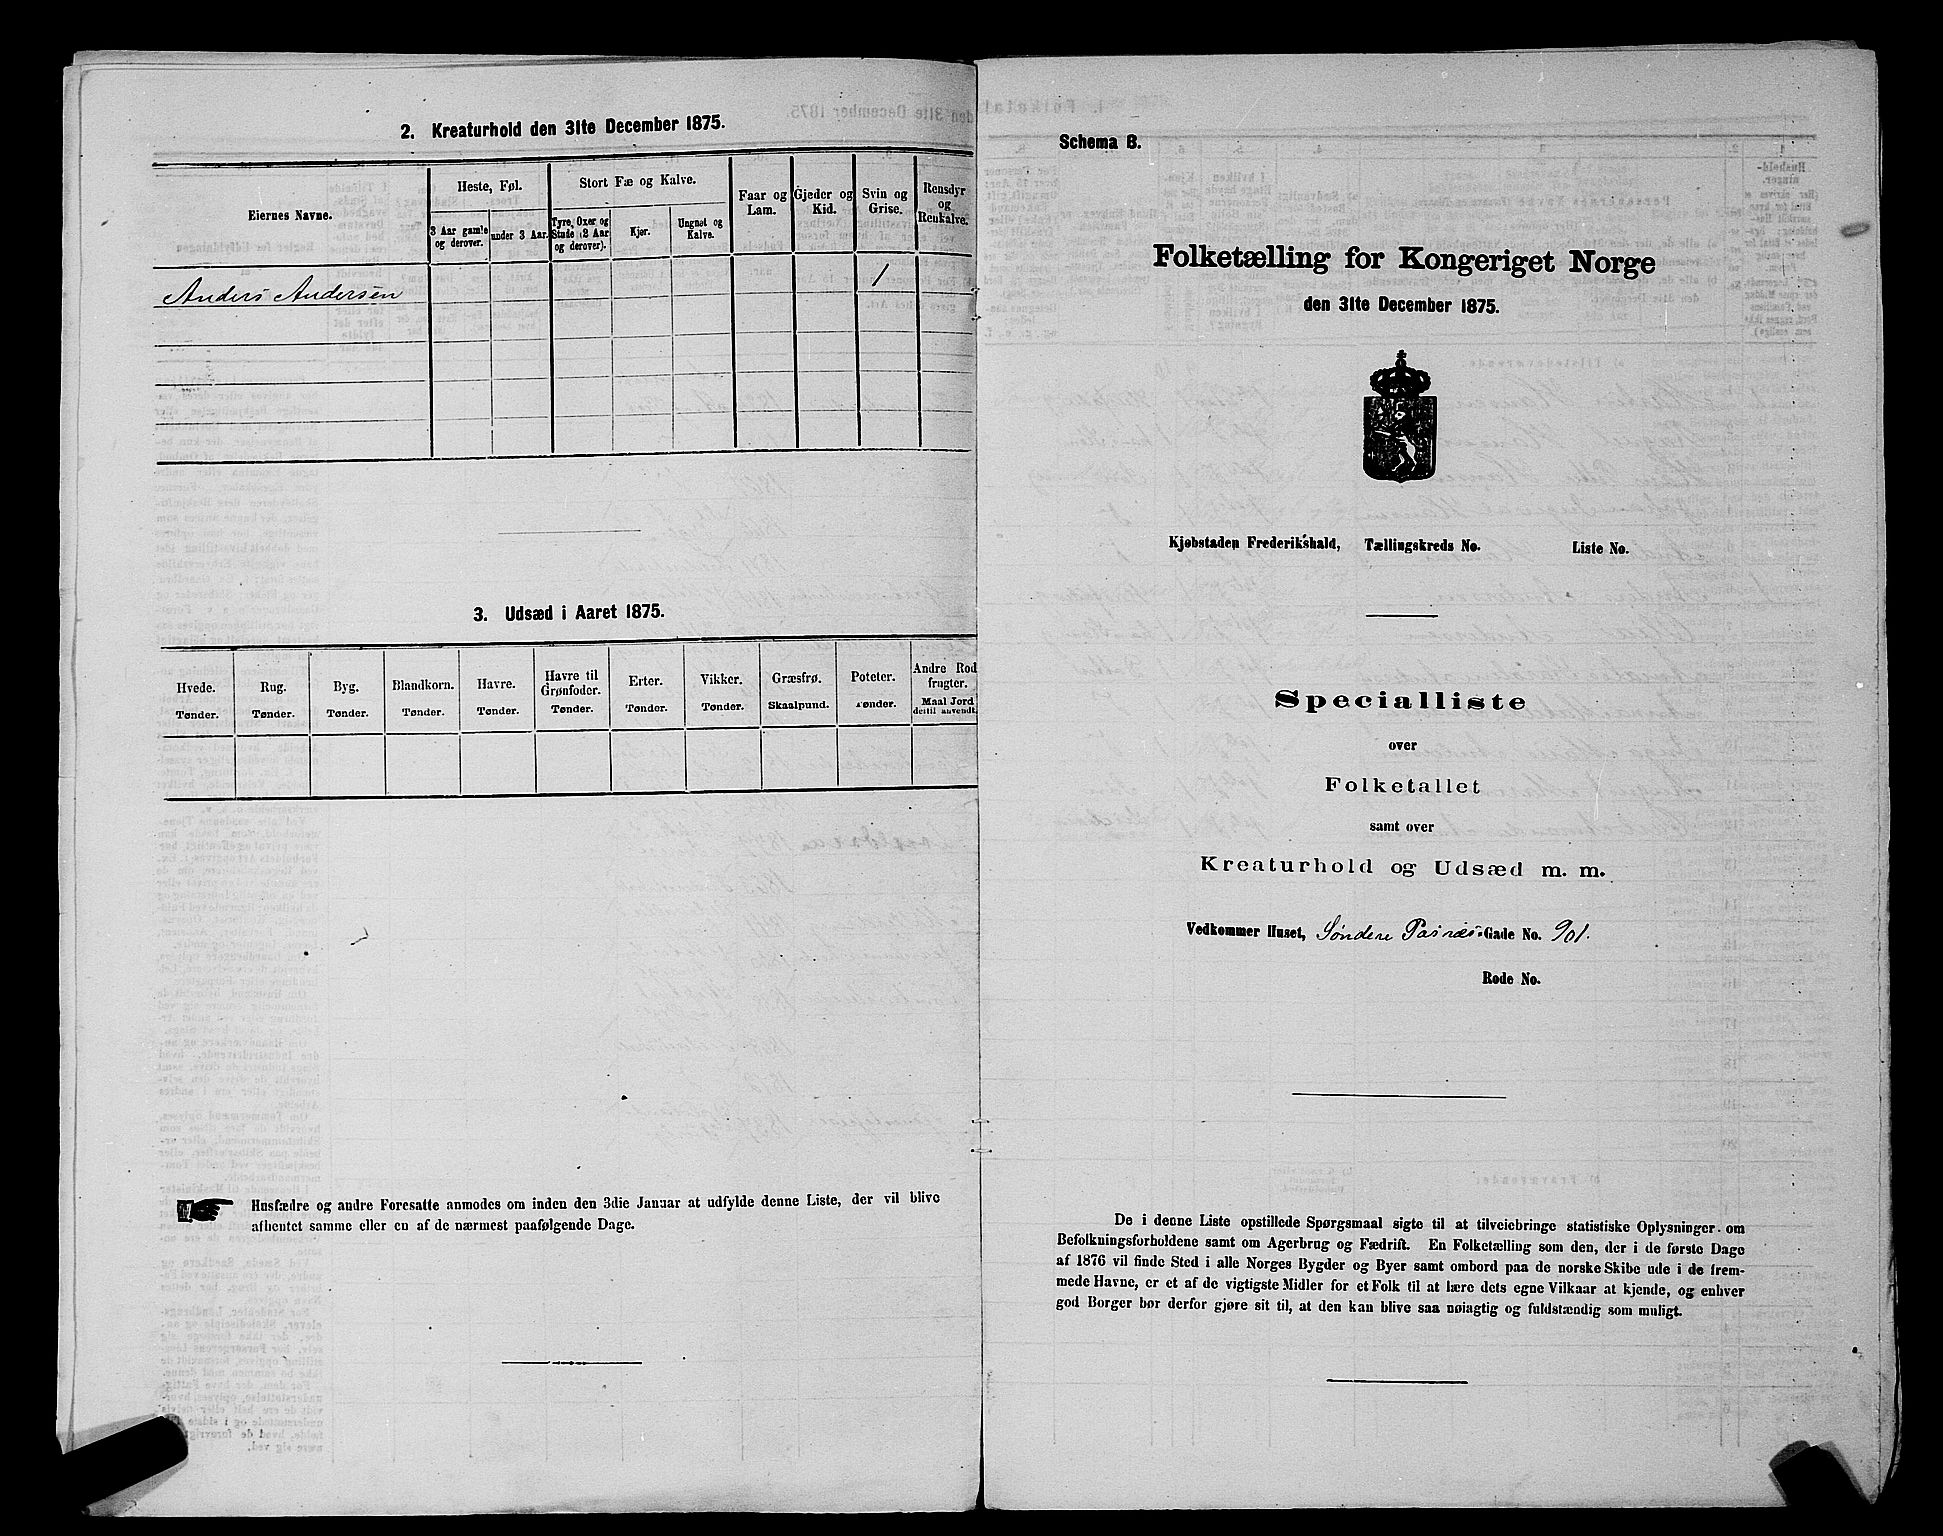 2. Kreaturhold den 31te December 1875.
Eiernes Navne.
Heste, Føl.
3 Aar gamle og derover.
under 3 Aar.
Stort Fæ og Kalve.
Tyre, Oxer og Stude (2 Aar og derover).
Kjør.
Ungnøt og Kalve.
Faar og Lam.
Gjeder og Kid.
Svin og Grise.
Rensdyr og Renkalve.
Anders Andersen 1
3. Udsæd i Aaret 1875.
Hvede. Tønder.
Rug. Tønder.
Byg. Tønder.
Blandkorn. Tønder.
Havre. Tønder.
Havre til Grønfoder. Tønder.
Erter. Tønder.
Vikker. Tønder.
Græsfrø. Skaalpund.
Poteter. Tønder.
Andre Rodfrugter. Maal Jord dertil anvendt.
Husfædre og andre Foresatte anmodes om inden den 3die Januar at udfylde denne Liste, der vil blive
afhentet samme eller en af de nærmest paafølgende Dage.
Schema B.
Folketælling for Kongeriget Norge
den 31te December 1875.
Kjøbstaden Frederikshald, Tællingskreds No. Liste No.
Specialliste
over
Folketallet
samt over
Kreaturhold og Udsæd m. m.
Vedkommer Huset, Søndere Gade No. 901.
Rode No.
De i denne Liste opstillede Spørgsmaal sigte til at tilveiebringe statistiske Oplysninger om
Befolkningsforholdene samt om Agerbrug og Fædrift. En Folketælling som den, der i de første Dage
af 1876 vil finde Sted i alle Norges Bygder og Byer samt ombord paa de norske Skibe ude i de frem-
mede Havne, er et af de vigtigste Midler for et Folk til at lære dets egne Vilkaar at kjende, og enhver
god Borger bør derfor gjøre sit til, at den kan blive saa nøiagtig og fuldstændig som muligt.